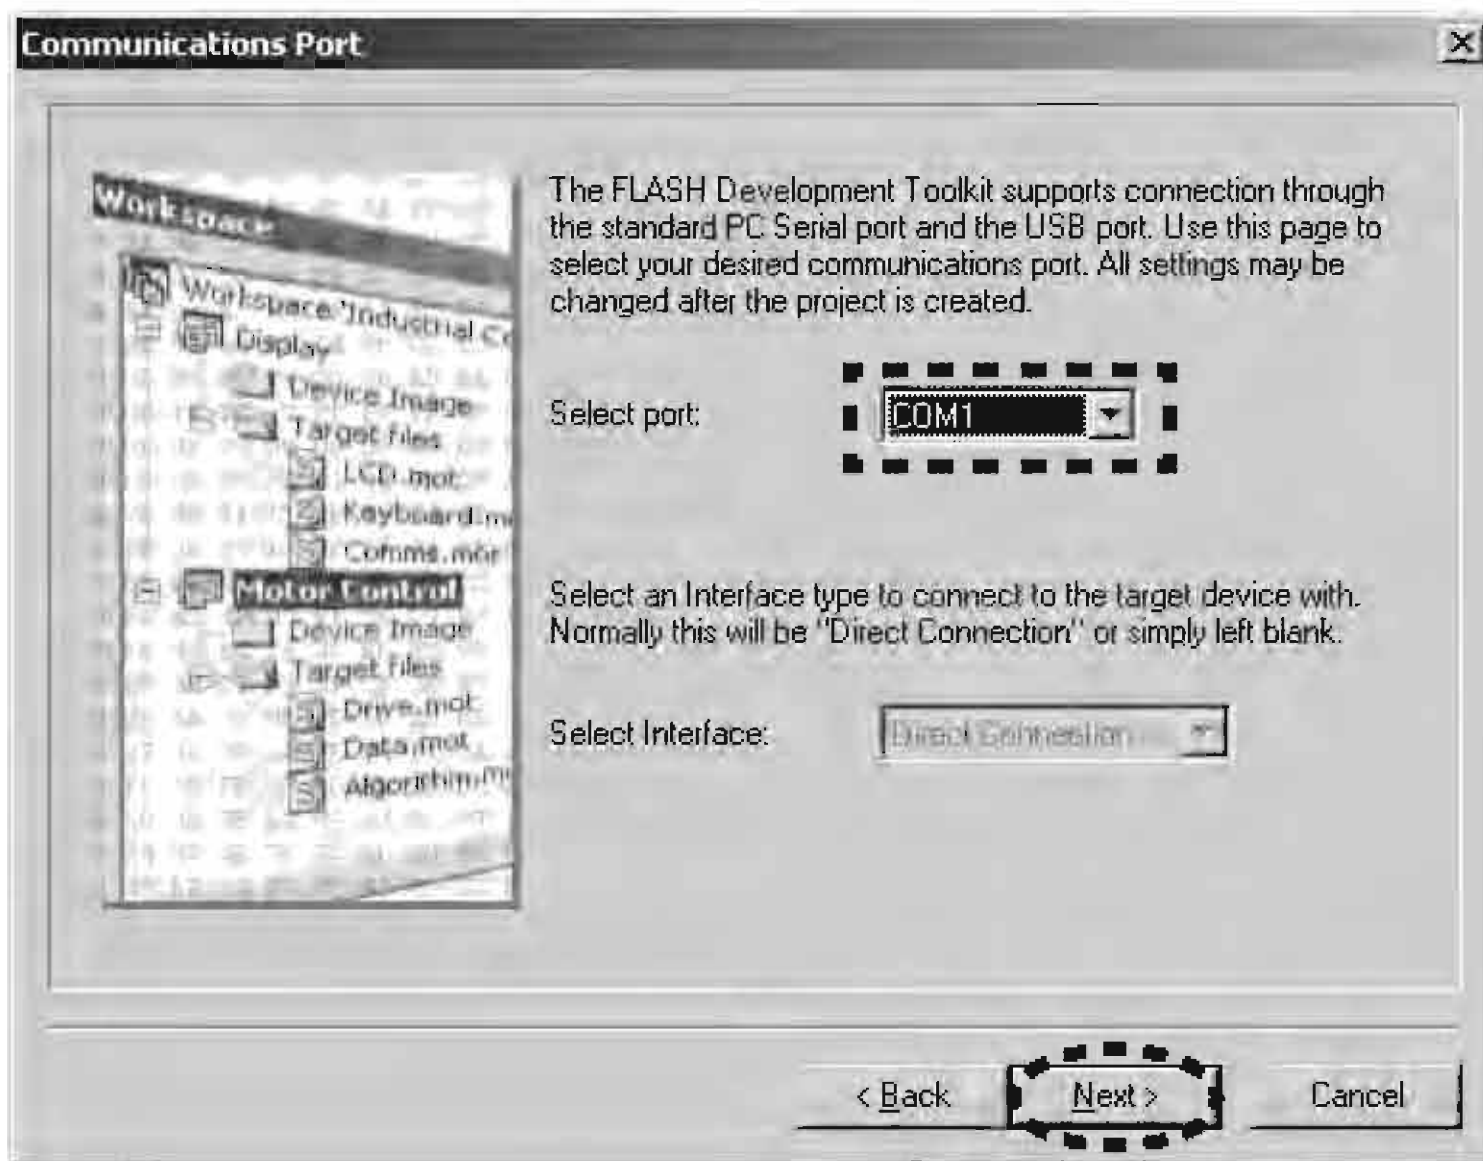 Communications Port
Workspace
Workspace 'Industrial Co
Display
Device Image
Target files
LCD.mot
Keyboard.mo
Comms.mot
Motor Control
Device Image
Target files
Drive.mot
Data.mot
Algorithm.mo
The FLASH Development Toolkit supports connection through
the standard PC Serial port and the USB port. Use this page to
select your desired communications port. All settings may be
changed after the project is created.
Select port:
COM1
Select an Interface type to connect to the target device with.
Normally this will be "Direct Connection" or simply left blank.
Select Interface:
Direct Connection
< Back
Next >
Cancel